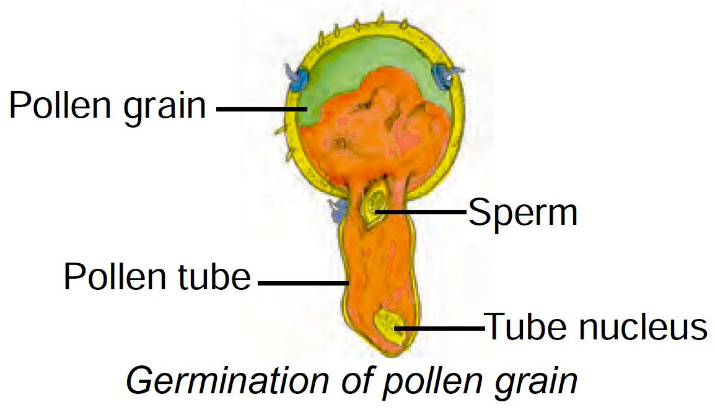 Pollen grain
Sperm
Pollen tube
Tube nucleus
Germination of pollen grain